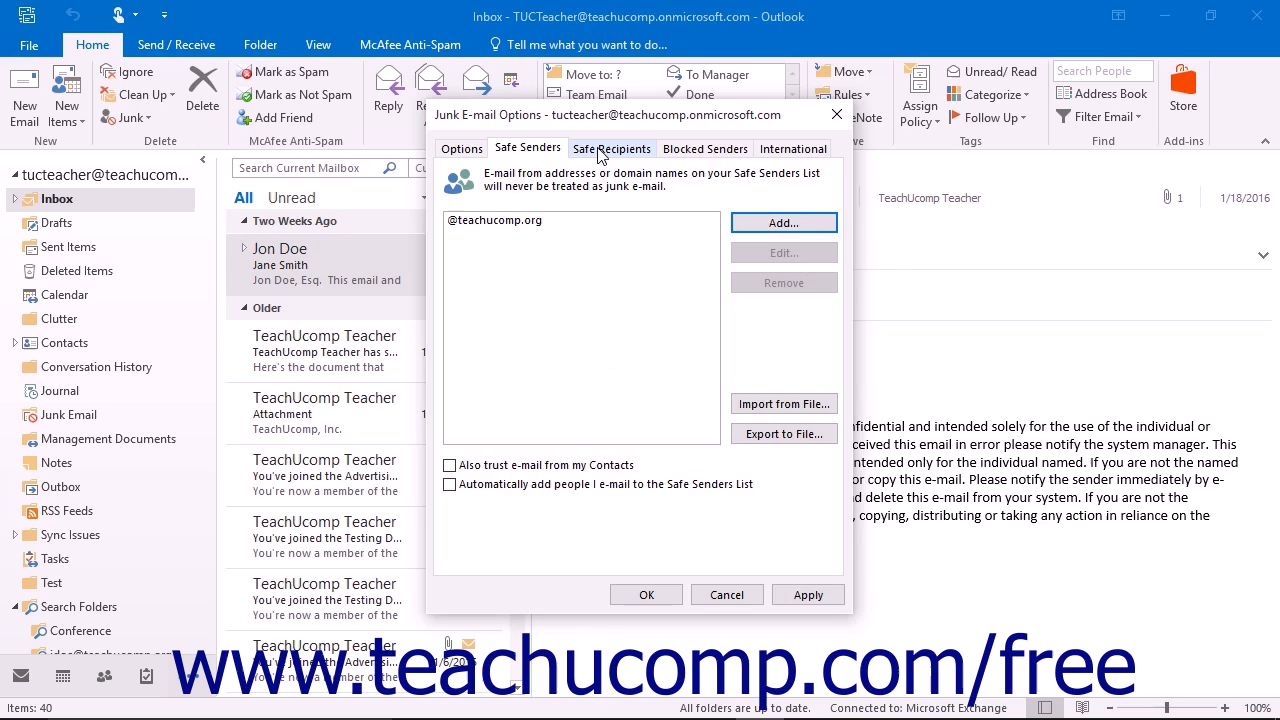 Inbox - TUCTeacher@teachucomp.onmicrosoft.com - Outlook
File Home Send / Receive Folder View McAfee Anti-Spam Tell me what you want to do...
New Email
New Items
New
Ignore
Clean Up
Junk
Delete
Delete
Mark as Spam
Mark as Not Spam
Add Friend
McAfee Anti-Spam
Reply
Move to: ?
Team Email
To Manager
Done
Move
Rules
Assign Policy
Unread/ Read
Categorize
Follow Up
Tags
Search People
Address Book
Filter Email
Find
Store
Add-ins
tucteacher@teachucom...
Inbox
Drafts
Sent Items
Deleted Items
Calendar
Clutter
Contacts
Conversation History
Journal
Junk Email
Management Documents
Notes
Outbox
RSS Feeds
Sync Issues
Tasks
Test
Search Folders
Conference
Search Current Mailbox
All Unread
Two Weeks Ago
Jon Doe
Jane Smith
Jon Doe, Esq. This email and
Older
TeachUcomp Teacher
TeachUcomp Teacher has s...
Here's the document that
TeachUcomp Teacher
Attachment
TeachUcomp, Inc.
TeachUcomp Teacher
You've joined the Advertisi...
You're now a member of the
TeachUcomp Teacher
You've joined the Testing D...
You're now a member of the
TeachUcomp Teacher
You've joined the Testing D...
You're now a member of the
TeachUcomp Teacher
Junk E-mail Options - tucteacher@teachucomp.onmicrosoft.com
Options Safe Senders Safe Recipients Blocked Senders International
E-mail from addresses or domain names on your Safe Senders List
will never be treated as junk e-mail.
@teachucomp.org
Add...
Edit...
Remove
Import from File...
Export to File...
Also trust e-mail from my Contacts
Automatically add people I e-mail to the Safe Senders List
OK Cancel Apply
TeachUcomp Teacher
1 1/18/2016
fidential and intended solely for the use of the individual or
ceived this email in error please notify the system manager. This
ntended only for the individual named. If you are not the named
or copy this e-mail. Please notify the sender immediately by e-
nd delete this e-mail from your system. If you are not the
, copying, distributing or taking any action in reliance on the
www.teachucomp.com/free
Items: 40 All folders are up to date. Connected to: Microsoft Exchange 100%